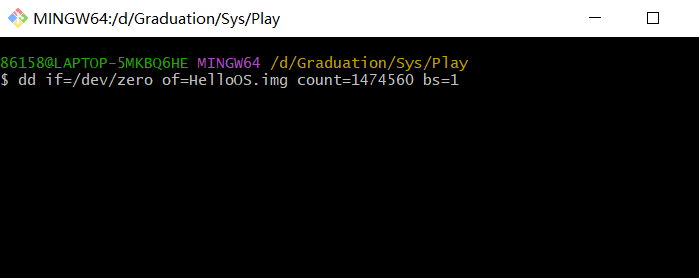 MINGW64:/d/Graduation/Sys/Play
86158@LAPTOP-5MKBQ6HE MINGW64 /d/Graduation/Sys/Play
$ dd if=/dev/zero of=HelloOS.img count=1474560 bs=1